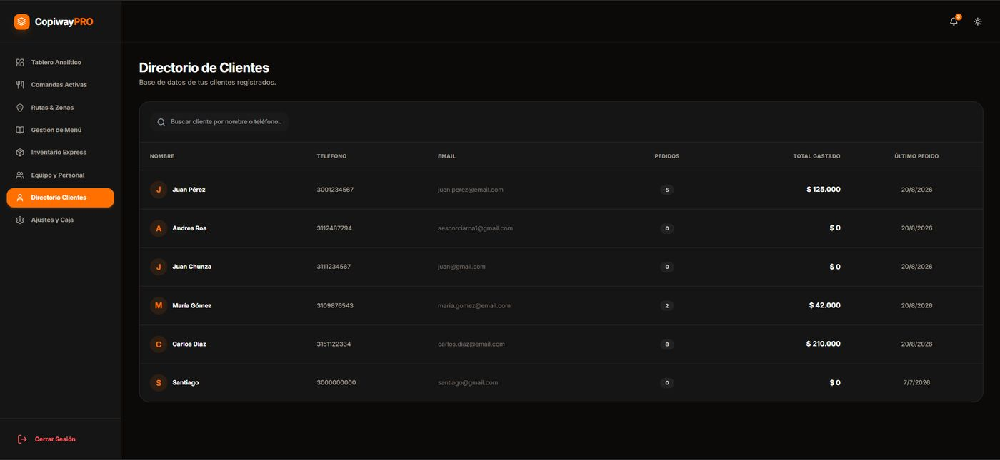 CopiwayPRO
3
Tablero Analítico
Comandas Activas
Rutas & Zonas
Gestión de Menú
Inventario Express
Equipo y Personal
Directorio Clientes
Ajustes y Caja
Cerrar Sesión
Directorio de Clientes
Base de datos de tus clientes registrados.
Buscar cliente por nombre o teléfono..
NOMBRE TELÉFONO EMAIL PEDIDOS TOTAL GASTADO ÚLTIMO PEDIDO
J Juan Pérez 3001234567 juan.perez@email.com 5 $ 125.000 20/8/2026
A Andres Roa 3112487794 aescorciaroa1@gmail.com 0 $ 0 20/8/2026
J Juan Chunza 3111234567 juan@gmail.com 0 $ 0 20/8/2026
M María Gómez 3109876543 maria.gomez@email.com 2 $ 42.000 20/8/2026
C Carlos Díaz 3151122334 carlos.diaz@email.com 8 $ 210.000 20/8/2026
S Santiago 3000000000 santiago@gmail.com 0 $ 0 7/7/2026